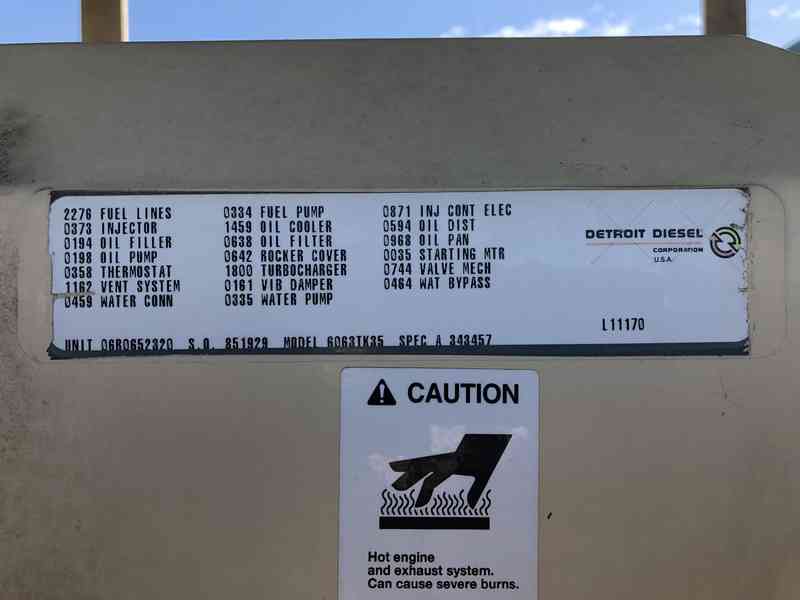 2276 FUEL LINES 0334 FUEL PUMP 0871 INJ CONT ELEC
0373 INJECTOR 1459 OIL COOLER 0594 OIL DIST
0194 OIL FILLER 0638 OIL FILTER 0968 OIL PAN
0198 OIL PUMP 0642 ROCKER COVER 0035 STARTING MTR
0358 THERMOSTAT 1800 TURBOCHARGER 0744 VALVE MECH
1162 VENT SYSTEM 0161 VIB DAMPER 0464 WAT BYPASS
0459 WATER CONN 0335 WATER PUMP
DETROIT DIESEL
CORPORATION
U.S.A.
L11170
UNIT 06R0652320 S.O. 851929 MODEL 6063TK35 SPEC A 343457
CAUTION
Hot engine
and exhaust system.
Can cause severe burns.